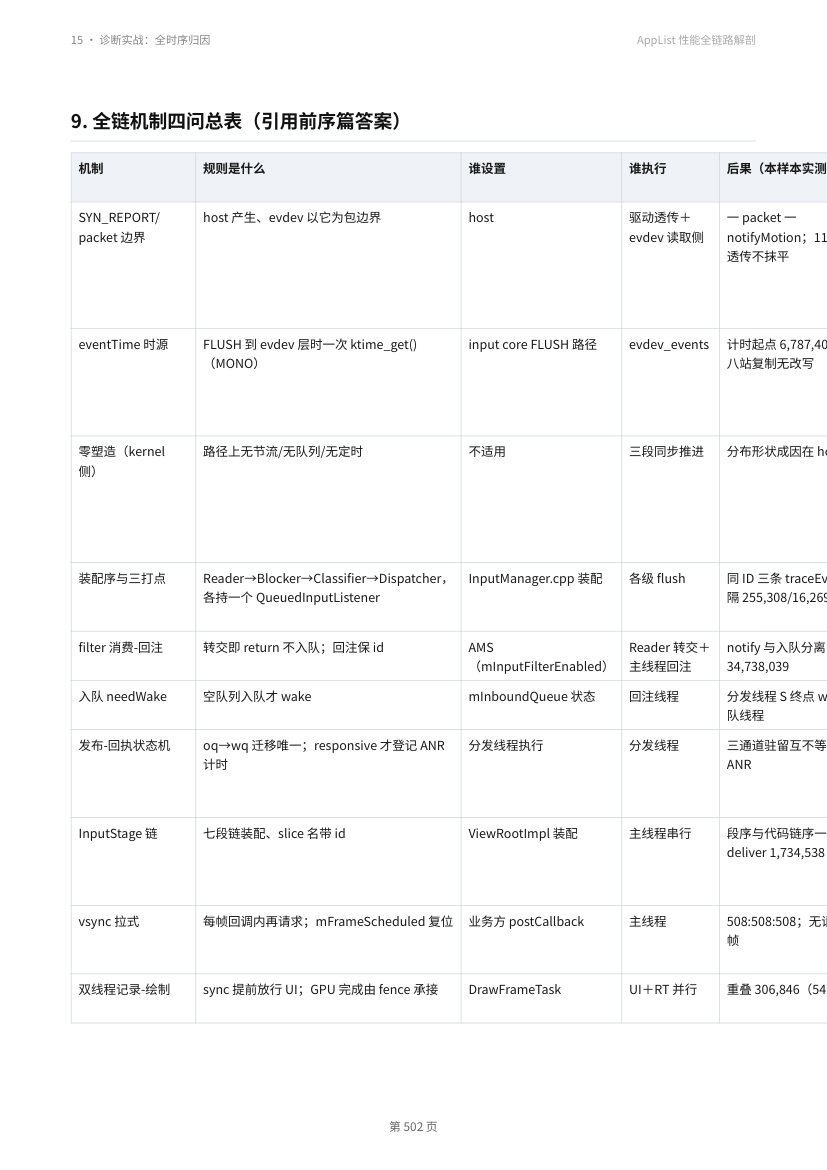 15 · 诊断实战：全时序归因
AppList 性能全链路解剖
9. 全链机制四问总表（引用前序篇答案）
机制
规则是什么
谁设置
谁执行
后果（本样本实测
SYN_REPORT/
packet 边界
host 产生、evdev 以它为包边界
host
驱动透传＋
evdev 读取侧
一 packet 一
notifyMotion；11
透传不抹平
eventTime 时源
FLUSH 到 evdev 层时一次 ktime_get()
（MONO）
input core FLUSH 路径
evdev_events
计时起点 6,787,40
八站复制无改写
零塑造（kernel
侧）
路径上无节流/无队列/无定时
不适用
三段同步推进
分布形状成因在 ho
装配序与三打点
Reader→Blocker→Classifier→Dispatcher，
各持一个 QueuedInputListener
InputManager.cpp 装配
各级 flush
同 ID 三条 traceEv
隔 255,308/16,269
filter 消费-回注
转交即 return 不入队；回注保 id
AMS
（mInputFilterEnabled）
Reader 转交＋
主线程回注
notify 与入队分离
34,738,039
入队 needWake
空队列入队才 wake
mInboundQueue 状态
回注线程
分发线程 S 终点 w
队线程
发布-回执状态机
oq→wq 迁移唯一；responsive 才登记 ANR
计时
分发线程执行
分发线程
三通道驻留互不等
ANR
InputStage 链
七段链装配、slice 名带 id
ViewRootImpl 装配
主线程串行
段序与代码链序一
deliver 1,734,538
vsync 拉式
每帧回调内再请求；mFrameScheduled 复位
业务方 postCallback
主线程
508:508:508；无
帧
双线程记录-绘制
sync 提前放行 UI；GPU 完成由 fence 承接
DrawFrameTask
UI＋RT 并行
重叠 306,846（54
第 502 页